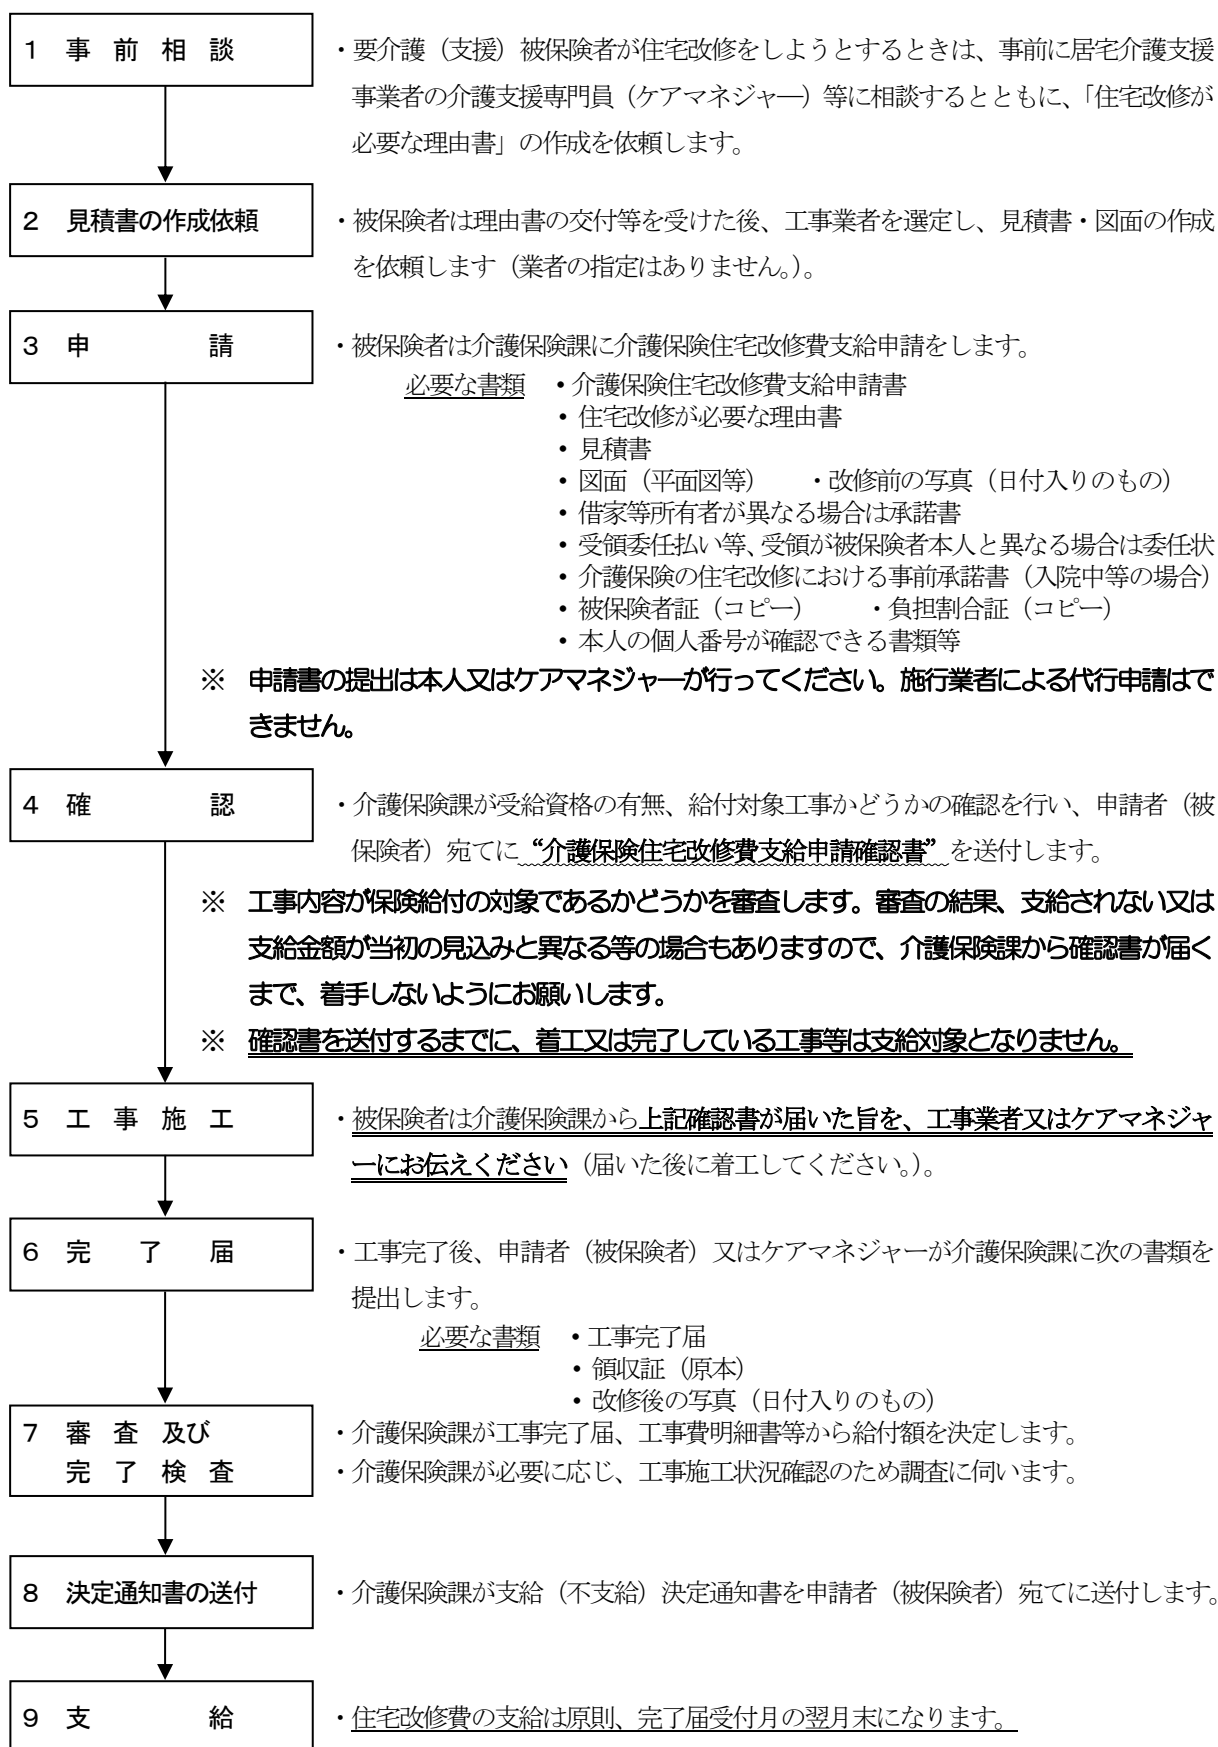 １　事　前　相　談
・要介護（支援）被保険者が住宅改修をしようとするときは、事前に居宅介護支援
事業者の介護支援専門員（ケアマネジャ―）等に相談するとともに、「住宅改修が
必要な理由書」の作成を依頼します。
２　見積書の作成依頼
・被保険者は理由書の交付等を受けた後、工事業者を選定し、見積書・図面の作成
を依頼します（業者の指定はありません。）。
３　申　　　　　請
・被保険者は介護保険課に介護保険住宅改修費支給申請をします。
必要な書類　・介護保険住宅改修費支給申請書
・住宅改修が必要な理由書
・見積書
・図面（平面図等）　　・改修前の写真（日付入りのもの）
・借家等所有者が異なる場合は承諾書
・受領委任払い等、受領が被保険者本人と異なる場合は委任状
・介護保険の住宅改修における事前承諾書（入院中等の場合）
・被保険者証（コピー）　　・負担割合証（コピー）
・本人の個人番号が確認できる書類等
※　申請書の提出は本人又はケアマネジャーが行ってください。施行業者による代行申請はで
きません。
４　確　　　　　認
・介護保険課が受給資格の有無、給付対象工事かどうかの確認を行い、申請者（被
保険者）宛てに“介護保険住宅改修費支給申請確認書”を送付します。
※　工事内容が保険給付の対象であるかどうかを審査します。審査の結果、支給されない又は
支給金額が当初の見込みと異なる等の場合もありますので、介護保険課から確認書が届く
まで、着手しないようにお願いします。
※　確認書を送付するまでに、着工又は完了している工事等は支給対象となりません。
５　工　事　施　工
・被保険者は介護保険課から上記確認書が届いた旨を、工事業者又はケアマネジャ
ーにお伝えください（届いた後に着工してください。）。
６　完　　了　　届
・工事完了後、申請者（被保険者）又はケアマネジャーが介護保険課に次の書類を
提出します。
必要な書類　・工事完了届
・領収証（原本）
・改修後の写真（日付入りのもの）
７　審　査　及び
完　了　検　査
・介護保険課が工事完了届、工事費明細書等から給付額を決定します。
・介護保険課が必要に応じ、工事施工状況確認のため調査に伺います。
８　決定通知書の送付
・介護保険課が支給（不支給）決定通知書を申請者（被保険者）宛てに送付します。
９　支　　　　　給
・住宅改修費の支給は原則、完了届受付月の翌月末になります。